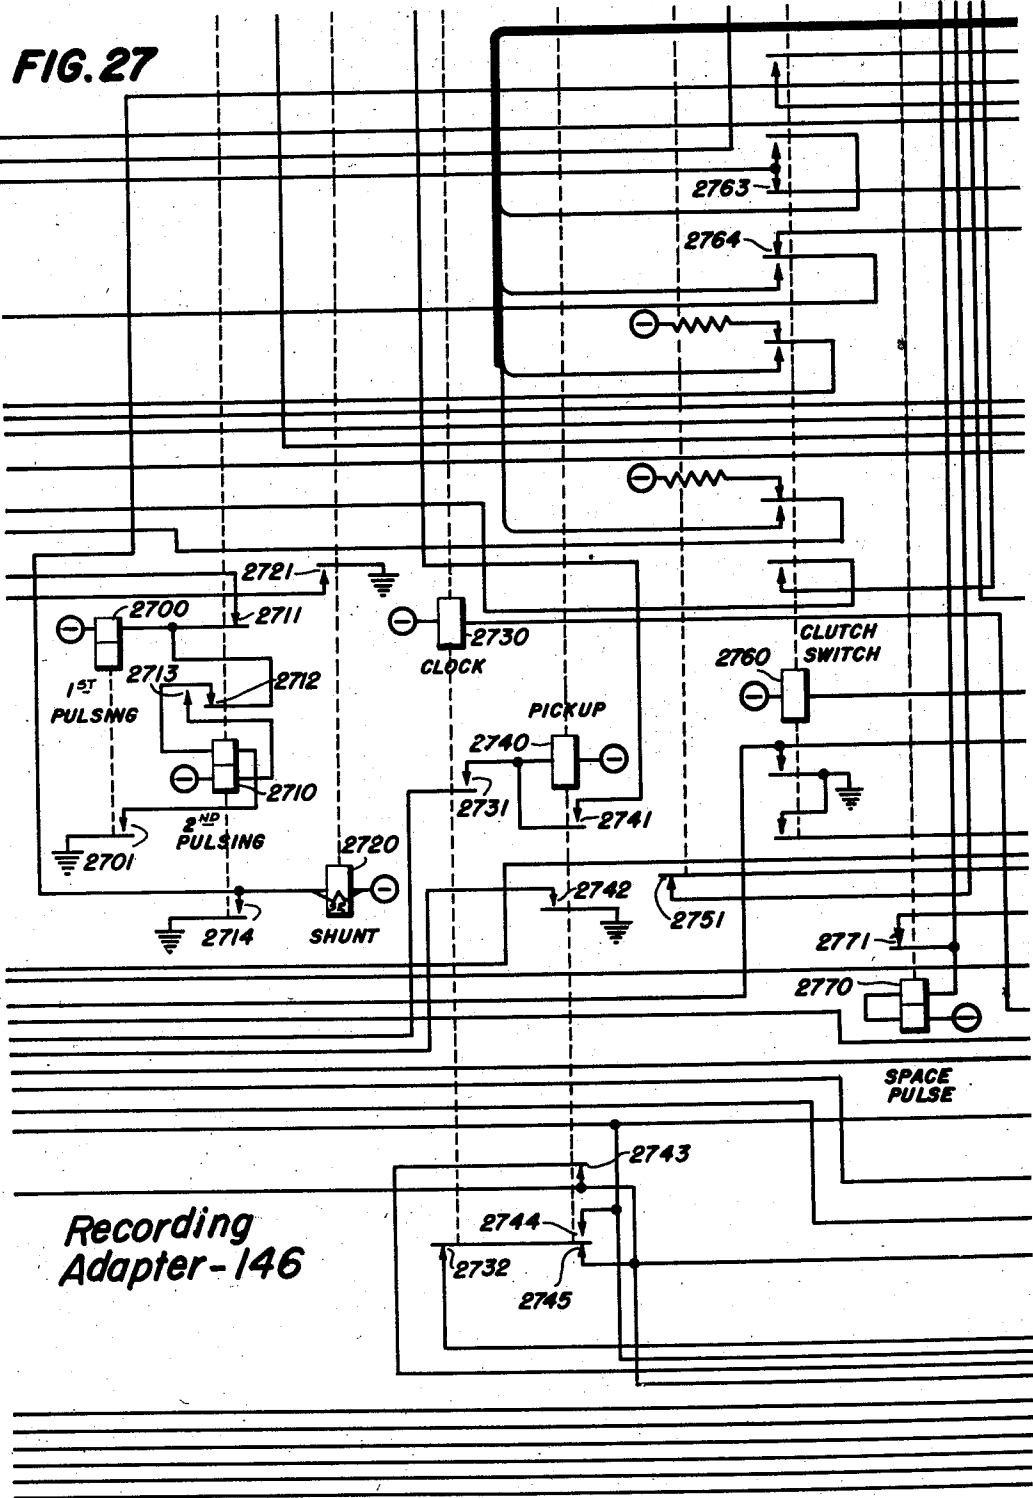 FIG. 27
2763
2764
2721
2700
2711
2730
CLOCK
CLUTCH
SWITCH
2760
2713
2712
1ST
PULSING
PICKUP
2740
2710
2731
2741
2ND
PULSING
2701
2720
2742
2751
2714
SHUNT
2771
2770
SPACE
PULSE
2743
2744
2732
2745
Recording
Adapter-146